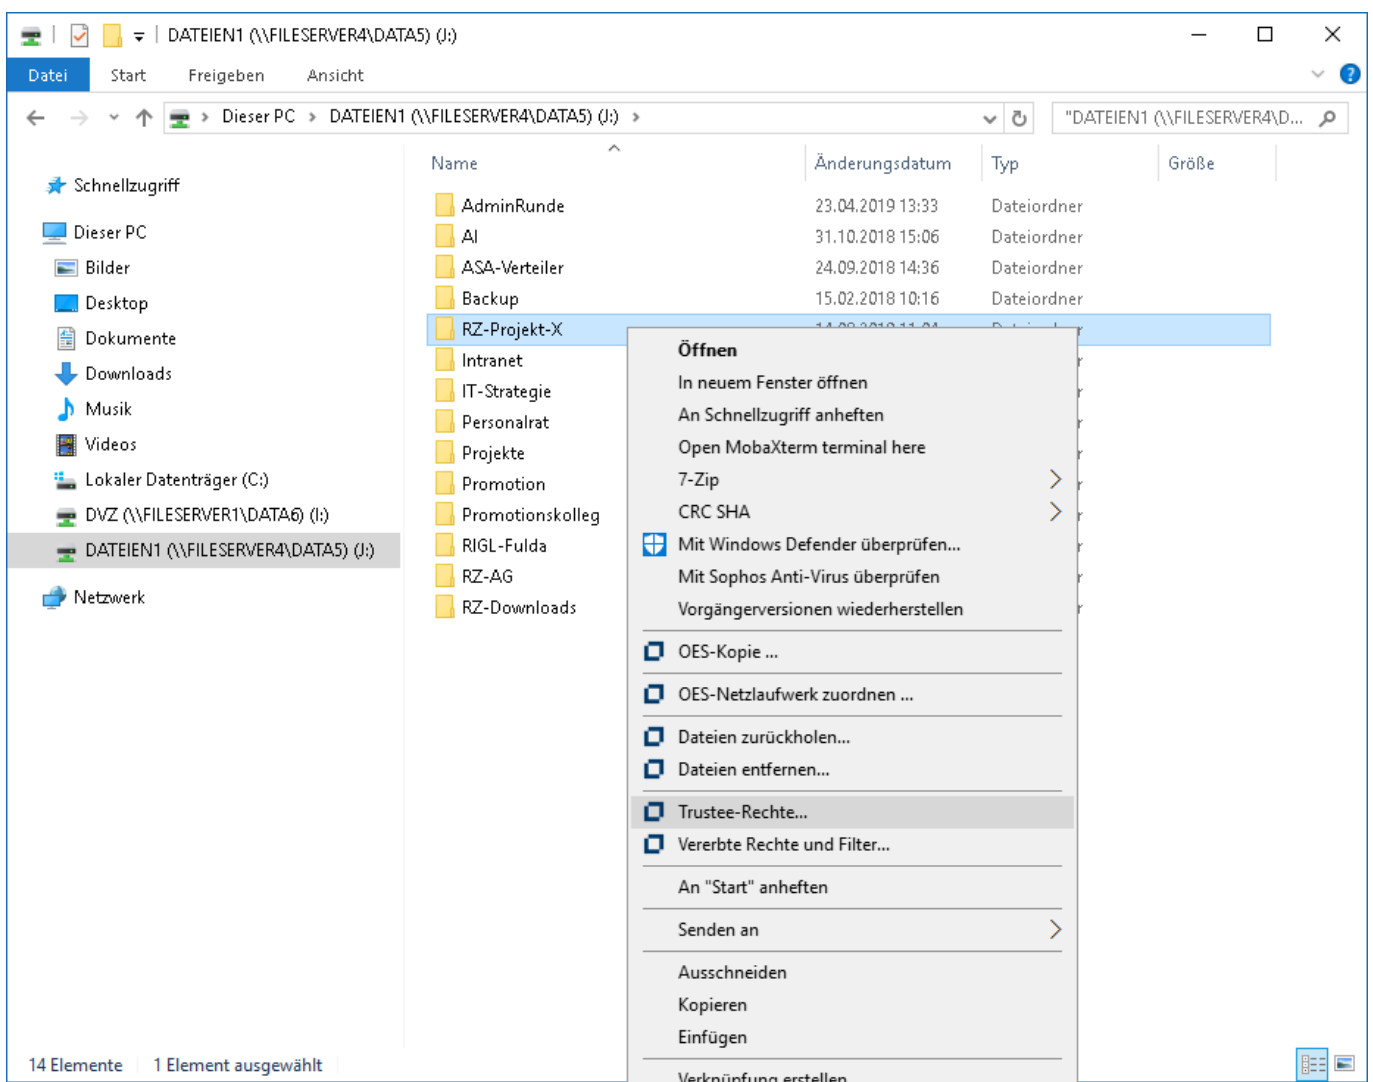 DATEIEN1 (\\FILESERVER4\DATA5) (J:)
Datei Start Freigeben Ansicht
Dieser PC > DATEIEN1 (\\FILESERVER4\DATA5) (J:) >
"DATEIEN1 (\\FILESERVER4\D...
Schnellzugriff
Dieser PC
Bilder
Desktop
Dokumente
Downloads
Musik
Videos
Lokaler Datenträger (C:)
DVZ (\\FILESERVER1\DATA6) (I:)
DATEIEN1 (\\FILESERVER4\DATA5) (J:)
Netzwerk
Name Änderungsdatum Typ Größe
AdminRunde 23.04.2019 13:33 Dateiordner
AI 31.10.2018 15:06 Dateiordner
ASA-Verteiler 24.09.2018 14:36 Dateiordner
Backup 15.02.2018 10:16 Dateiordner
RZ-Projekt-X
Intranet
IT-Strategie
Personalrat
Projekte
Promotion
Promotionskolleg
RIGL-Fulda
RZ-AG
RZ-Downloads
Öffnen
In neuem Fenster öffnen
An Schnellzugriff anheften
Open MobaXterm terminal here
7-Zip
CRC SHA
Mit Windows Defender überprüfen...
Mit Sophos Anti-Virus überprüfen
Vorgängerversionen wiederherstellen
OES-Kopie ...
OES-Netzlaufwerk zuordnen ...
Dateien zurückholen...
Dateien entfernen...
Trustee-Rechte...
Vererbte Rechte und Filter...
An "Start" anheften
Senden an
Ausschneiden
Kopieren
Einfügen
Verknüpfung erstellen
14 Elemente 1 Element ausgewählt